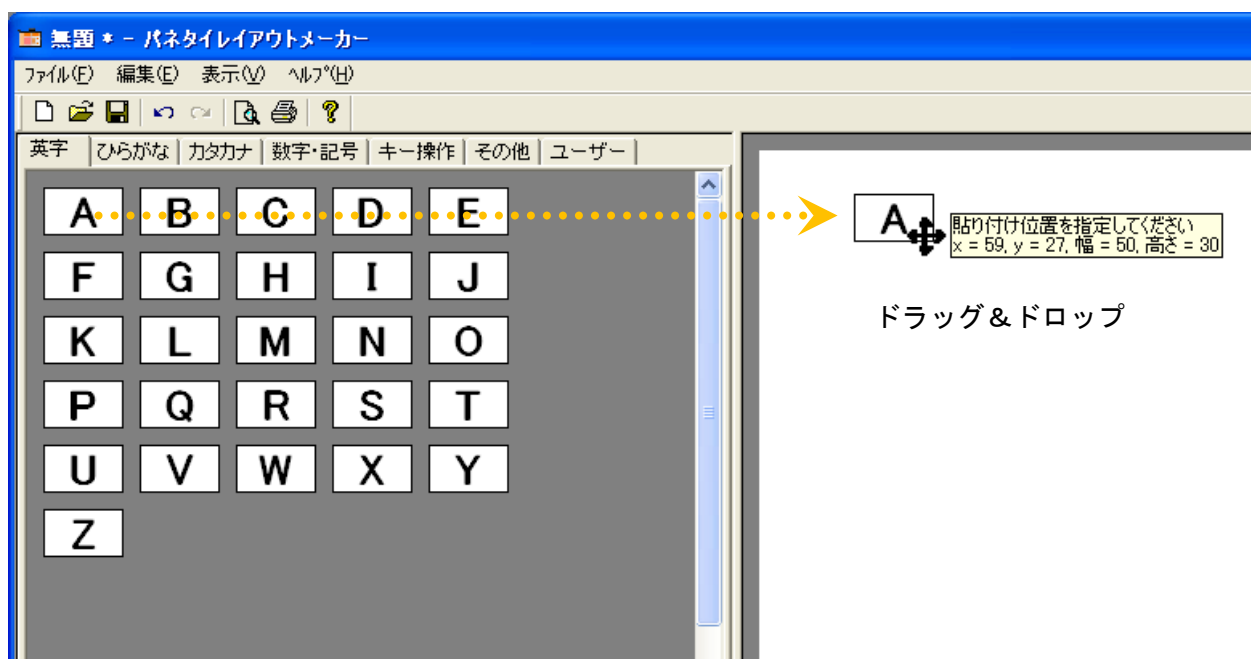 無題 * - パネタイレイアウトメーカー
ファイル(F) 編集(E) 表示(V) ヘルプ(H)
英字 ひらがな カタカナ 数字・記号 キー操作 その他 ユーザー
A B C D E
F G H I J
K L M N O
P Q R S T
U V W X Y
Z
A
貼り付け位置を指定してください
x = 59, y = 27, 幅 = 50, 高さ = 30
ドラッグ&ドロップ